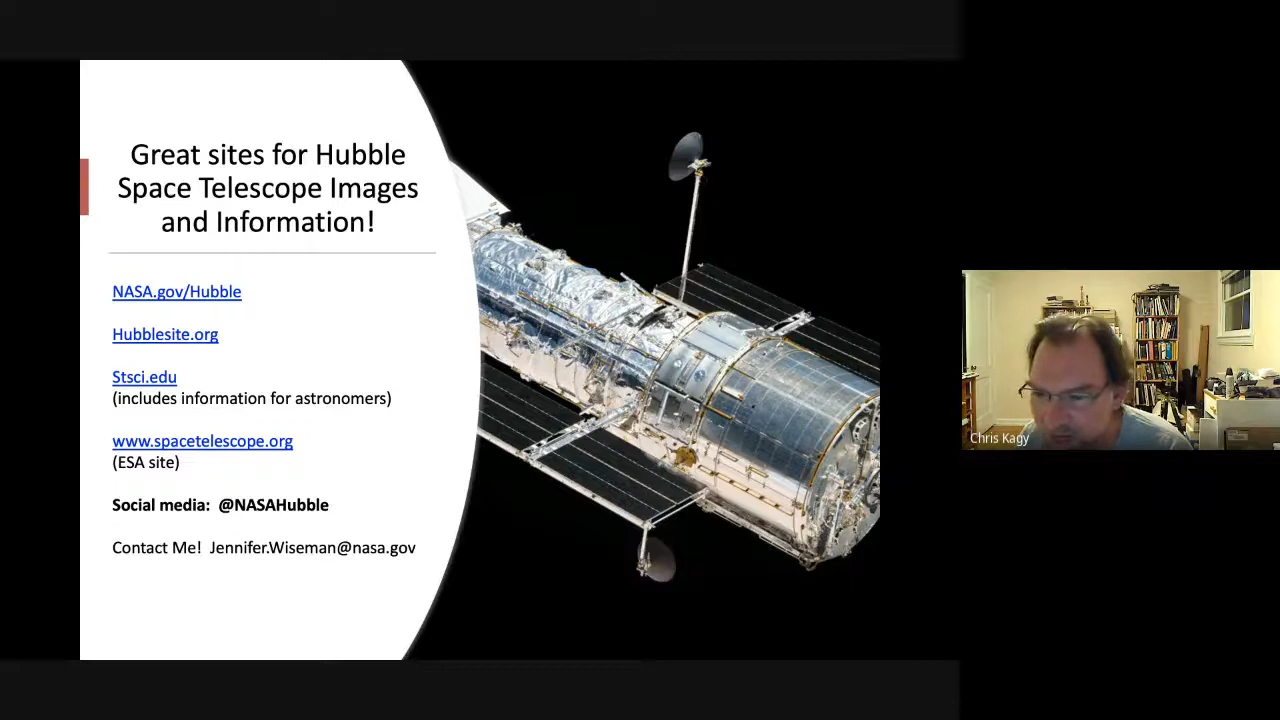 Great sites for Hubble
Space Telescope Images
and Information!
NASA.gov/Hubble
Hubblesite.org
Stsci.edu
(includes information for astronomers)
www.spacetelescope.org
(ESA site)
Social media:  @NASAHubble
Contact Me!  Jennifer.Wiseman@nasa.gov
Chris Kagy